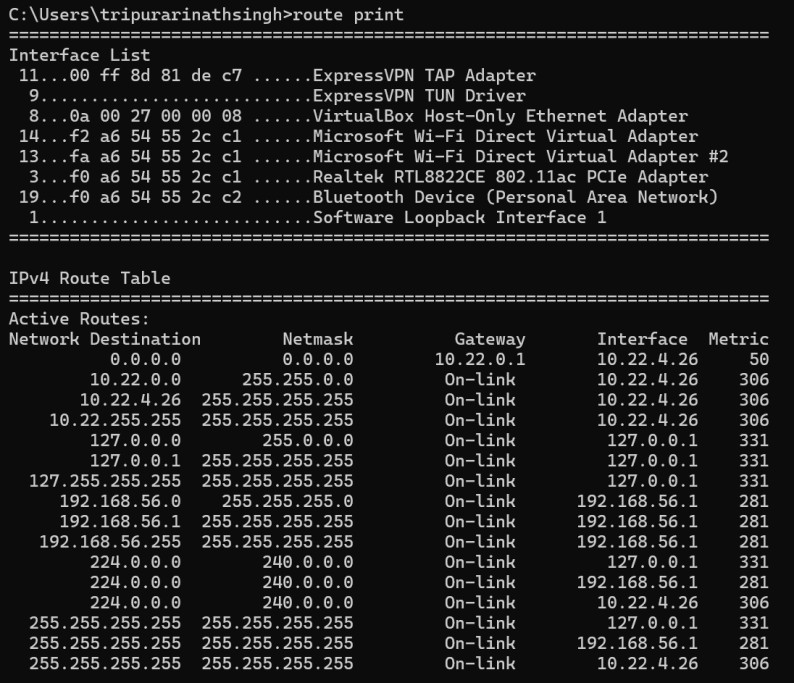 C:\Users\tripurarinathsingh>route print
===========================================================================
Interface List
 11...00 ff 8d 81 de c7 ......ExpressVPN TAP Adapter
  9...........................ExpressVPN TUN Driver
  8...0a 00 27 00 00 08 ......VirtualBox Host-Only Ethernet Adapter
 14...f2 a6 54 55 2c c1 ......Microsoft Wi-Fi Direct Virtual Adapter
 13...fa a6 54 55 2c c1 ......Microsoft Wi-Fi Direct Virtual Adapter #2
  3...f0 a6 54 55 2c c1 ......Realtek RTL8822CE 802.11ac PCIe Adapter
 19...f0 a6 54 55 2c c2 ......Bluetooth Device (Personal Area Network)
  1...........................Software Loopback Interface 1
===========================================================================
IPv4 Route Table
===========================================================================
Active Routes:
Network Destination        Netmask          Gateway       Interface  Metric
          0.0.0.0          0.0.0.0        10.22.0.1       10.22.4.26     50
        10.22.0.0      255.255.0.0         On-link        10.22.4.26    306
       10.22.4.26  255.255.255.255         On-link        10.22.4.26    306
    10.22.255.255  255.255.255.255         On-link        10.22.4.26    306
        127.0.0.0        255.0.0.0         On-link         127.0.0.1    331
        127.0.0.1  255.255.255.255         On-link         127.0.0.1    331
  127.255.255.255  255.255.255.255         On-link         127.0.0.1    331
     192.168.56.0    255.255.255.0         On-link      192.168.56.1    281
     192.168.56.1  255.255.255.255         On-link      192.168.56.1    281
   192.168.56.255  255.255.255.255         On-link      192.168.56.1    281
        224.0.0.0        240.0.0.0         On-link         127.0.0.1    331
        224.0.0.0        240.0.0.0         On-link      192.168.56.1    281
        224.0.0.0        240.0.0.0         On-link        10.22.4.26    306
  255.255.255.255  255.255.255.255         On-link         127.0.0.1    331
  255.255.255.255  255.255.255.255         On-link      192.168.56.1    281
  255.255.255.255  255.255.255.255         On-link        10.22.4.26    306